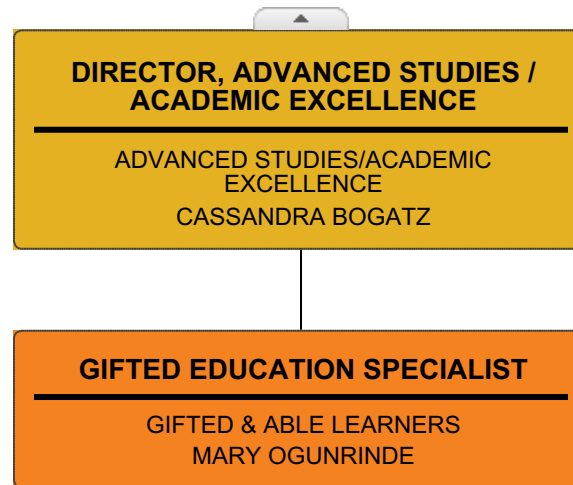 DIRECTOR, ADVANCED STUDIES /
ACADEMIC EXCELLENCE
ADVANCED STUDIES/ACADEMIC
EXCELLENCE
CASSANDRA BOGATZ
GIFTED EDUCATION SPECIALIST
GIFTED & ABLE LEARNERS
MARY OGUNRINDE